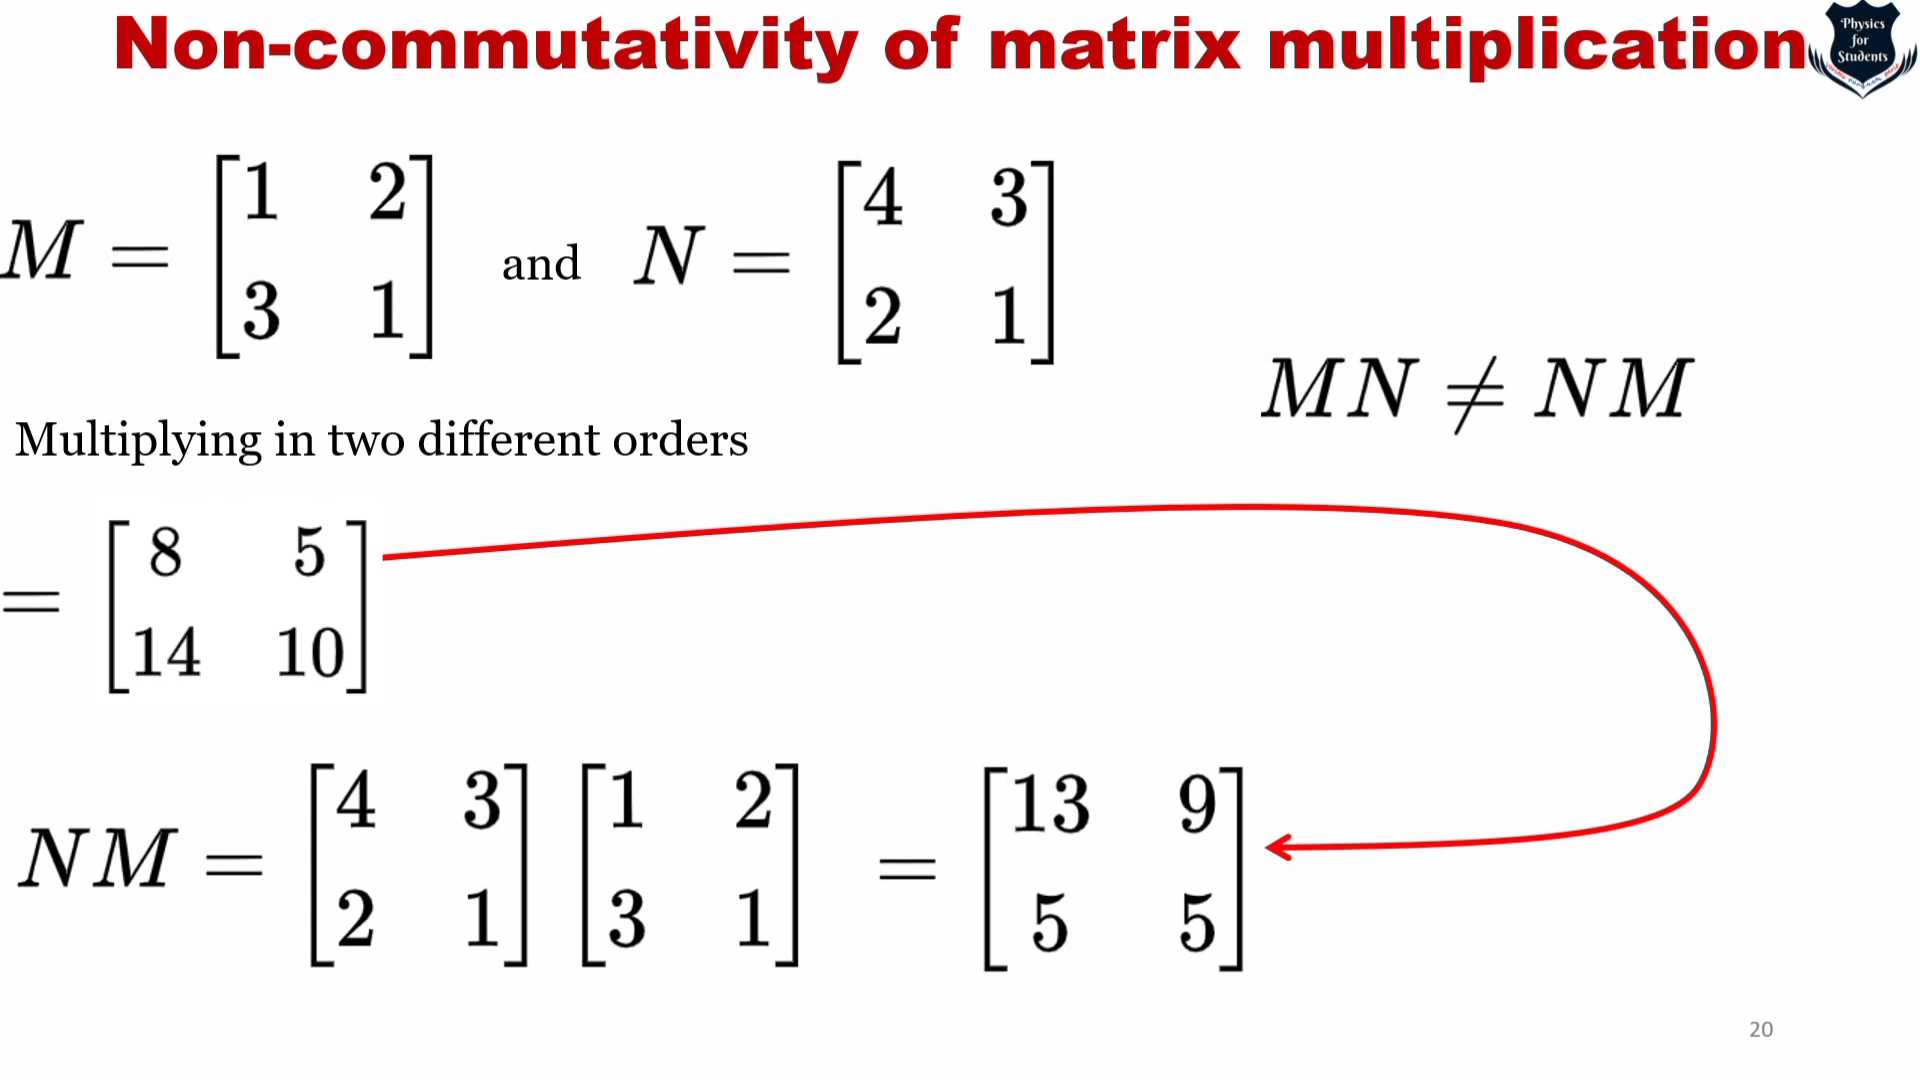 Non-commutativity of matrix multiplication
Physics
for
Students
M = [1 2
3 1] and N = [4 3
2 1]
MN ≠ NM
Multiplying in two different orders
= [8 5
14 10]
NM = [4 3
2 1] [1 2
3 1] = [13 9
5 5]
20